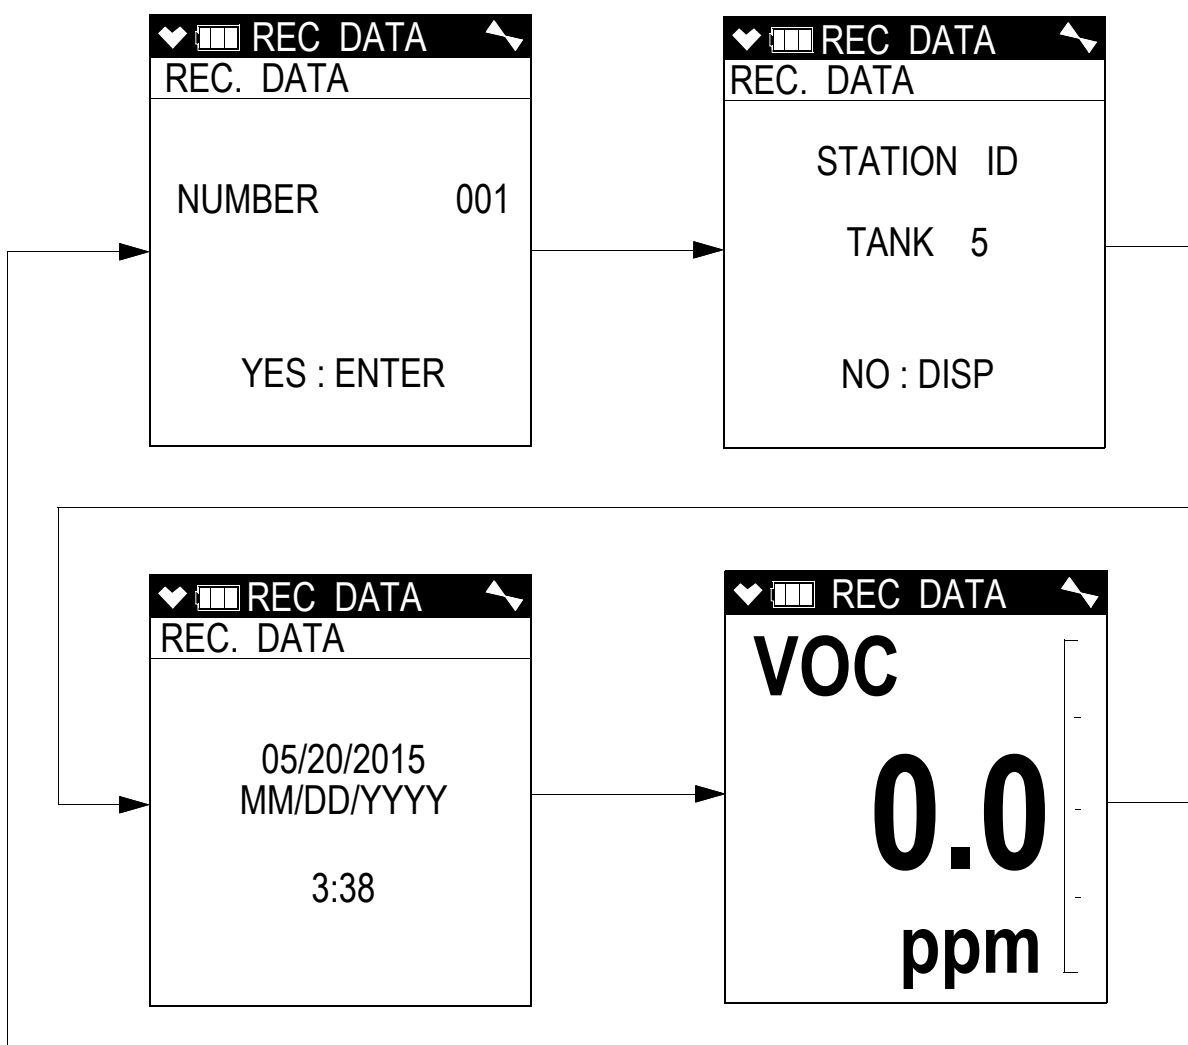 REC DATA
REC. DATA
NUMBER 001
YES : ENTER
REC DATA
REC. DATA
STATION ID
TANK 5
NO : DISP
REC DATA
REC. DATA
05/20/2015
MM/DD/YYYY
3:38
REC DATA
VOC
0.0
ppm